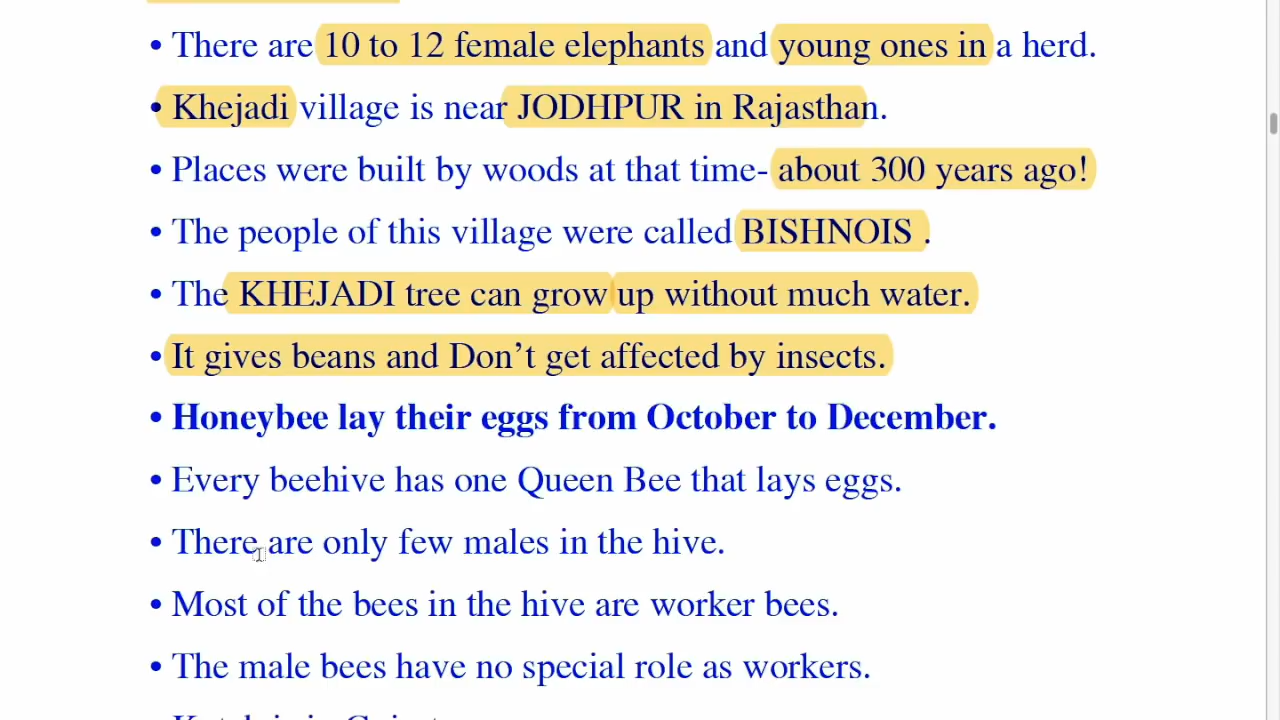 • There are 10 to 12 female elephants and young ones in a herd.
• Khejadi village is near JODHPUR in Rajasthan.
• Places were built by woods at that time- about 300 years ago!
• The people of this village were called BISHNOIS .
• The KHEJADI tree can grow up without much water.
• It gives beans and Don’t get affected by insects.
• Honeybee lay their eggs from October to December.
• Every beehive has one Queen Bee that lays eggs.
• There are only few males in the hive.
• Most of the bees in the hive are worker bees.
• The male bees have no special role as workers.